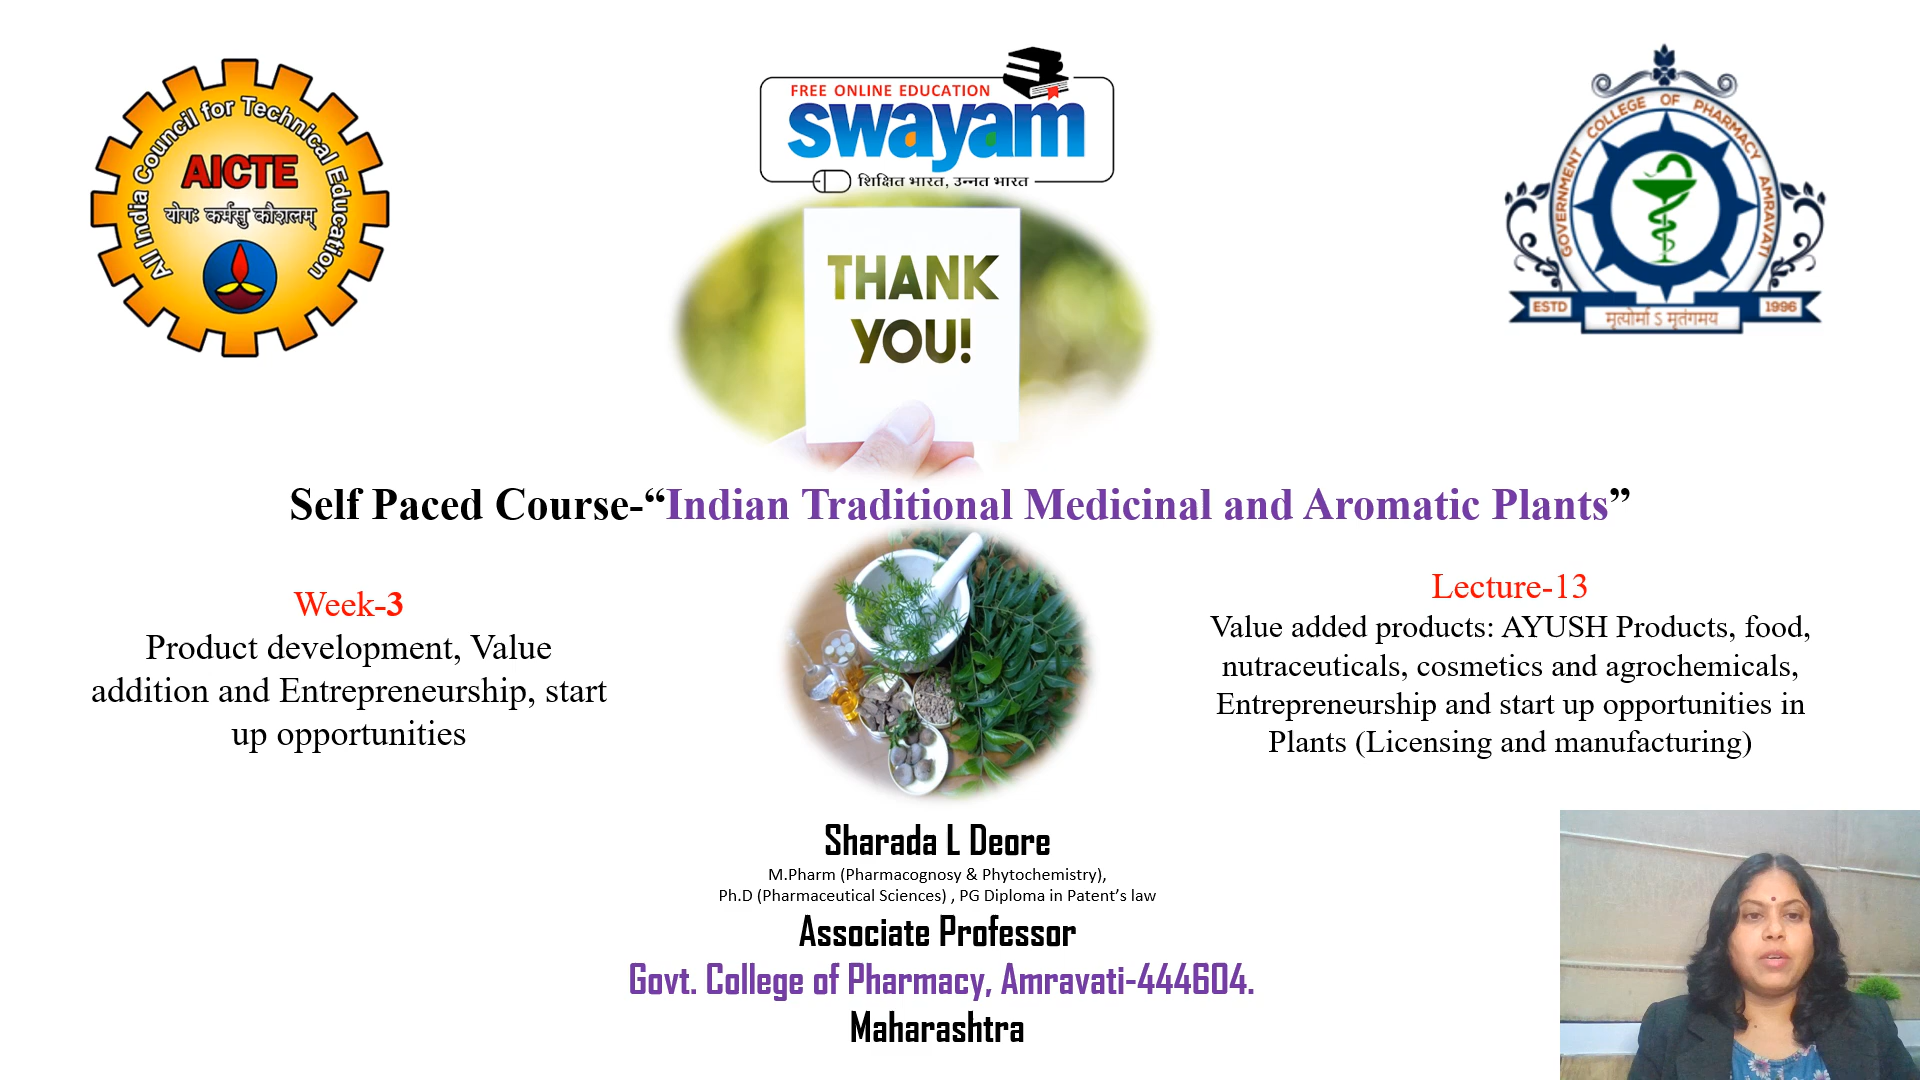 All India Council for Technical Education
AICTE
योगः कर्मसु कौशलम्
FREE ONLINE EDUCATION
swayam
शिक्षित भारत, उन्नत भारत
GOVERNMENT COLLEGE OF PHARMACY AMRAVATI
ESTD
1996
मृत्योर्मा ऽ मृतंगमय
THANK
YOU!
Self Paced Course-“Indian Traditional Medicinal and Aromatic Plants”
Week-3
Product development, Value
addition and Entrepreneurship, start
up opportunities
Lecture-13
Value added products: AYUSH Products, food,
nutraceuticals, cosmetics and agrochemicals,
Entrepreneurship and start up opportunities in
Plants (Licensing and manufacturing)
Sharada L Deore
M.Pharm (Pharmacognosy & Phytochemistry),
Ph.D (Pharmaceutical Sciences) , PG Diploma in Patent’s law
Associate Professor
Govt. College of Pharmacy, Amravati-444604.
Maharashtra